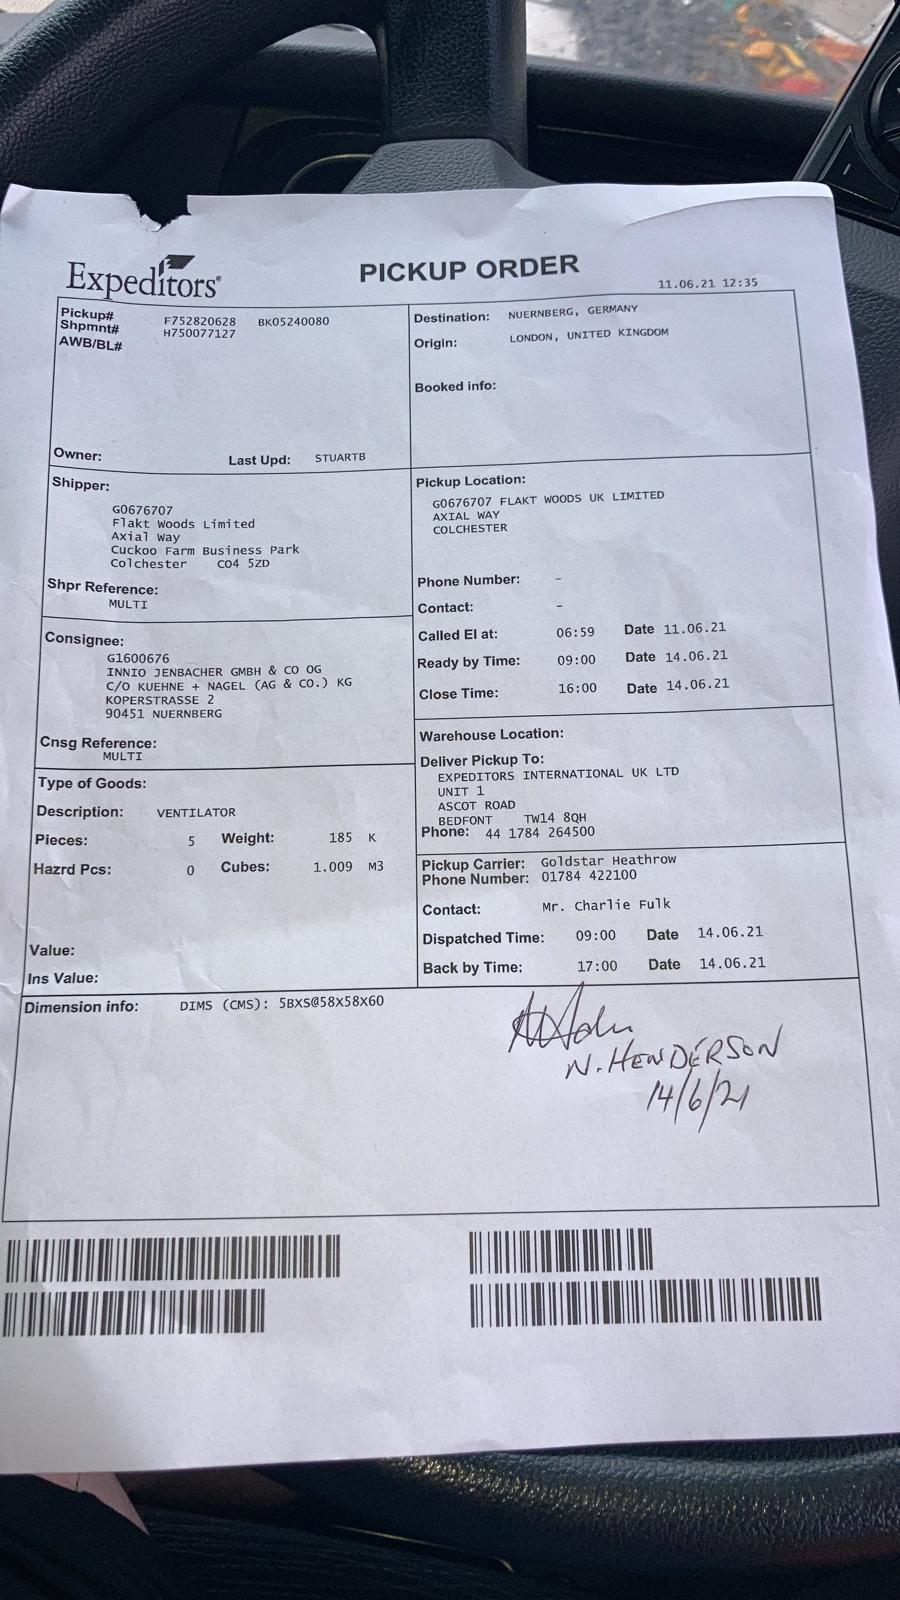 Expeditors®
PICKUP ORDER
11.06.21 12:35
Pickup# F752820628 BK05240080
Shpmnt# H750077127
AWB/BL#
Owner: Last Upd: STUARTB
Destination: NUERNBERG, GERMANY
Origin: LONDON, UNITED KINGDOM
Booked info:
Shipper:
G0676707
Flakt Woods Limited
Axial Way
Cuckoo Farm Business Park
Colchester CO4 5ZD
Shpr Reference:
MULTI
Pickup Location:
G0676707 FLAKT WOODS UK LIMITED
AXIAL WAY
COLCHESTER
Phone Number: –
Contact: –
Called EI at: 06:59 Date 11.06.21
Ready by Time: 09:00 Date 14.06.21
Close Time: 16:00 Date 14.06.21
Consignee:
G1600676
INNIO JENBACHER GMBH & CO OG
C/O KUEHNE + NAGEL (AG & CO.) KG
KOPERSTRASSE 2
90451 NUERNBERG
Cnsg Reference:
MULTI
Warehouse Location:
Deliver Pickup To:
EXPEDITORS INTERNATIONAL UK LTD
UNIT 1
ASCOT ROAD
BEDFONT TW14 8QH
Phone: 44 1784 264500
Type of Goods:
Description: VENTILATOR
Pieces: 5 Weight: 185 K
Hazrd Pcs: 0 Cubes: 1.009 M3
Value:
Ins Value:
Pickup Carrier: Goldstar Heathrow
Phone Number: 01784 422100
Contact: Mr. Charlie Fulk
Dispatched Time: 09:00 Date 14.06.21
Back by Time: 17:00 Date 14.06.21
Dimension info: DIMS (CMS): 5BXS@58X58X60
N. HENDERSON
14/6/21